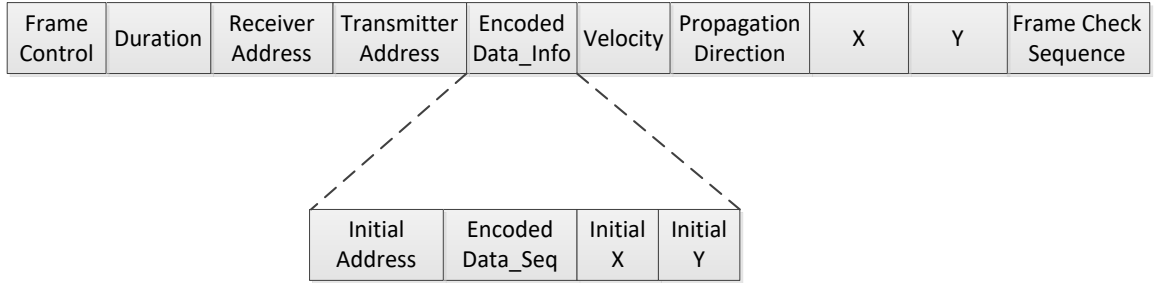 Frame Control
Duration
Receiver Address
Transmitter Address
Encoded Data_Info
Velocity
Propagation Direction
X
Y
Frame Check Sequence
Initial Address
Encoded Data_Seq
Initial X
Initial Y